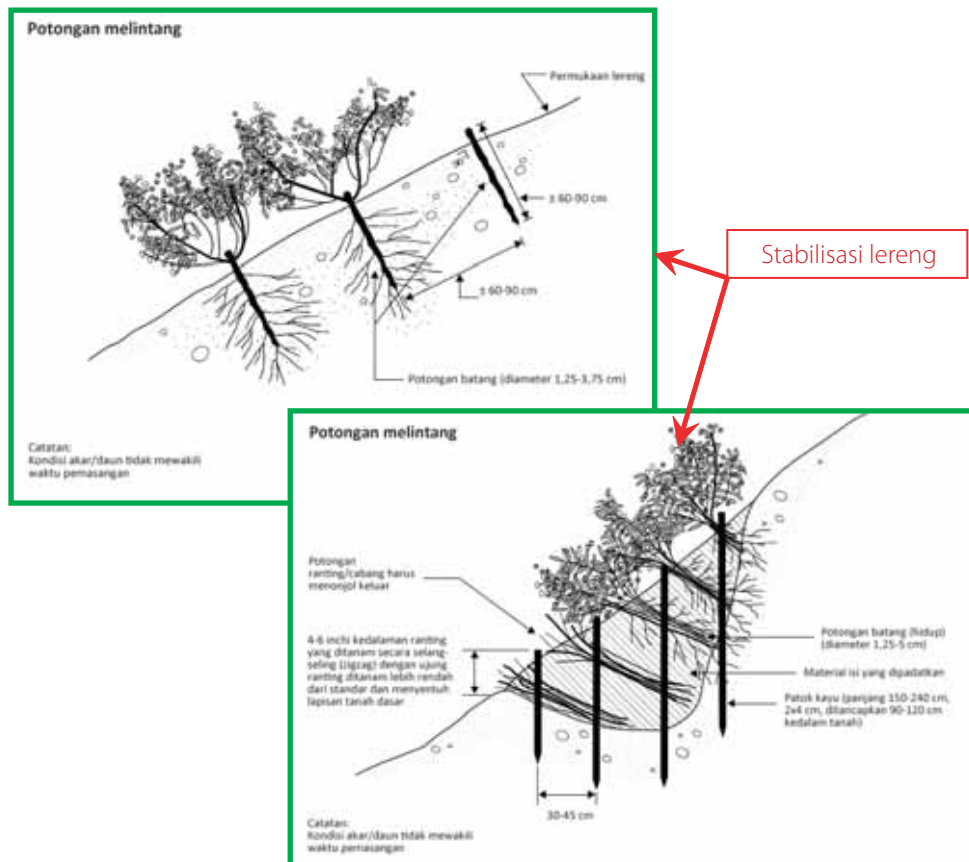 Potongan melintang
Permukaan lereng
± 60-90 cm
± 60-90 cm
Potongan batang (diameter 1,25-3,75 cm)
Catatan:
Kondisi akar/daun tidak mewakili
waktu pemasangan
Stabilisasi lereng
Potongan melintang
Potongan
ranting/cabang harus
menonjol keluar
4-6 inchi kedalaman ranting
yang ditanam secara selang-
seling (zigzag) dengan ujung
ranting ditanam lebih rendah
dari standar dan menyentuh
lapisan tanah dasar
Potongan batang (hidup)
(diameter 1,25-5 cm)
Material isi yang dipadatkan
Patok kayu (panjang 150-240 cm,
2x4 cm, ditancapkan 90-120 cm
kedalam tanah)
30-45 cm
Catatan:
Kondisi akar/daun tidak mewakili
waktu pemasangan